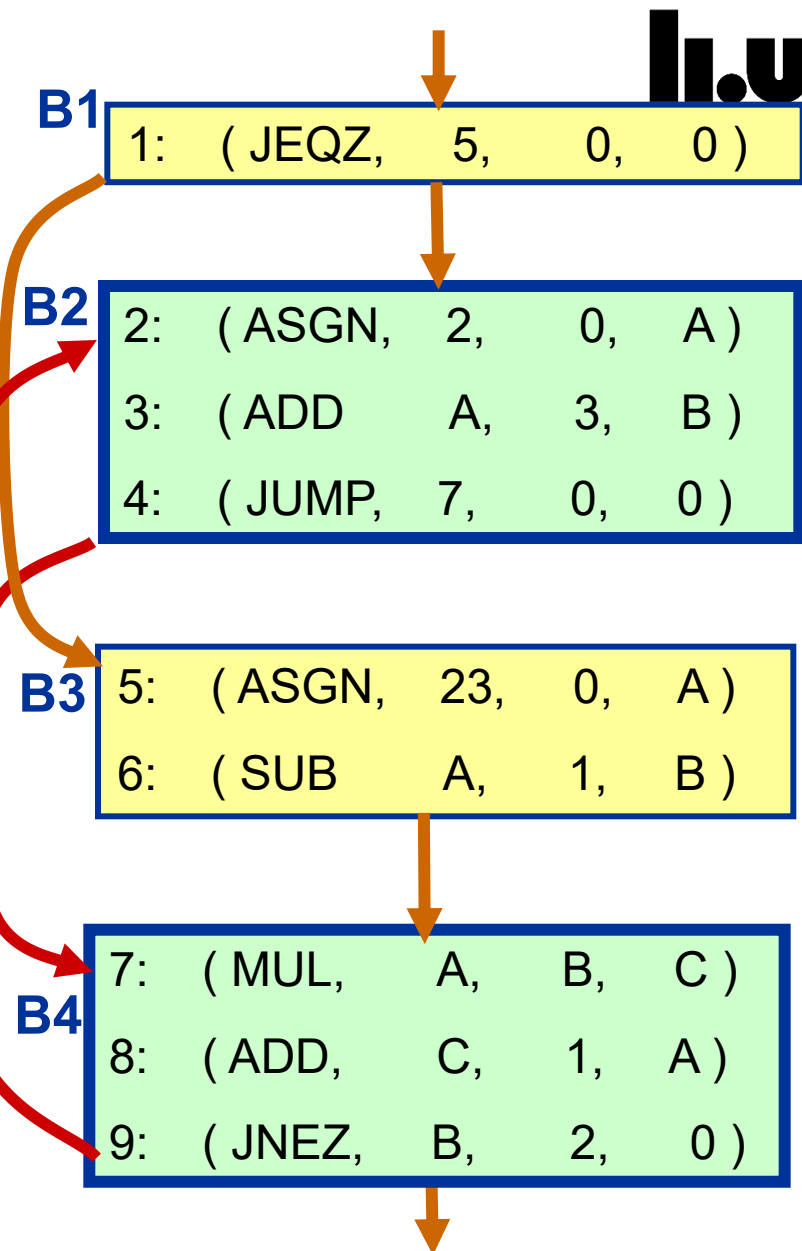 li.u
B1
1: ( JEQZ, 5, 0, 0 )
B2
2: ( ASGN, 2, 0, A )
3: ( ADD A, 3, B )
4: ( JUMP, 7, 0, 0 )
B3
5: ( ASGN, 23, 0, A )
6: ( SUB A, 1, B )
B4
7: ( MUL, A, B, C )
8: ( ADD, C, 1, A )
9: ( JNEZ, B, 2, 0 )